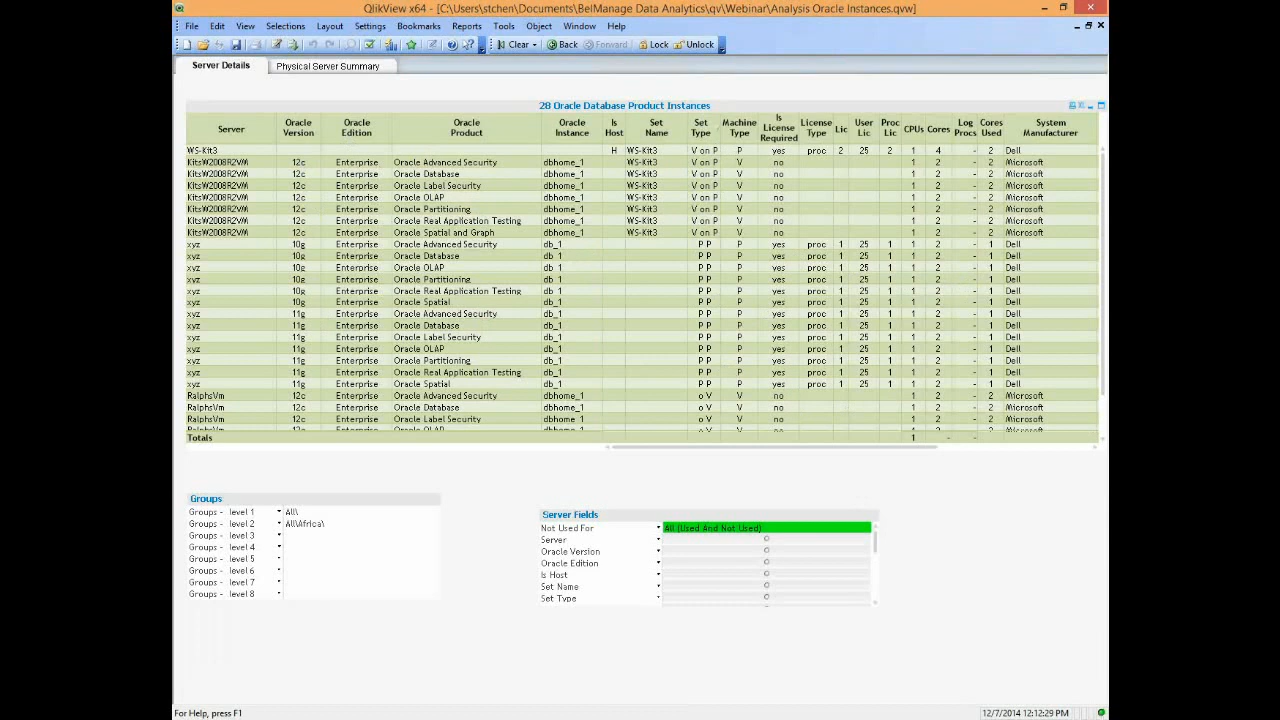 QlikView x64 - [C:\Users\stchen\Documents\BelManage Data Analytics\qv\Webinar\Analysis Oracle Instances.qvw]
File Edit View Selections Layout Settings Bookmarks Reports Tools Object Window Help
Clear Back Forward Lock Unlock
Server Details Physical Server Summary
28 Oracle Database Product Instances
Server Oracle Version Oracle Edition Oracle Product Oracle Instance Is Host Set Name Set Type Machine Type Is License Required License Type Lic User Lic Proc Lic CPUs Cores Log Procs Cores Used System Manufacturer
WS-Kit3 H WS-Kit3 V on P P yes proc 2 25 2 1 4 - 2 Dell
KitsW2008R2VM 12c Enterprise Oracle Advanced Security dbhome_1 WS-Kit3 V on P V no 1 2 - 2 Microsoft
KitsW2008R2VM 12c Enterprise Oracle Database dbhome_1 WS-Kit3 V on P V no 1 2 - 2 Microsoft
KitsW2008R2VM 12c Enterprise Oracle Label Security dbhome_1 WS-Kit3 V on P V no 1 2 - 2 Microsoft
KitsW2008R2VM 12c Enterprise Oracle OLAP dbhome_1 WS-Kit3 V on P V no 1 2 - 2 Microsoft
KitsW2008R2VM 12c Enterprise Oracle Partitioning dbhome_1 WS-Kit3 V on P V no 1 2 - 2 Microsoft
KitsW2008R2VM 12c Enterprise Oracle Real Application Testing dbhome_1 WS-Kit3 V on P V no 1 2 - 2 Microsoft
KitsW2008R2VM 12c Enterprise Oracle Spatial and Graph dbhome_1 WS-Kit3 V on P V no 1 2 - 2 Microsoft
xyz 10g Enterprise Oracle Advanced Security db_1 P P P yes proc 1 25 1 1 2 - 1 Dell
xyz 10g Enterprise Oracle Database db_1 P P P yes proc 1 25 1 1 2 - 1 Dell
xyz 10g Enterprise Oracle OLAP db_1 P P P yes proc 1 25 1 1 2 - 1 Dell
xyz 10g Enterprise Oracle Partitioning db_1 P P P yes proc 1 25 1 1 2 - 1 Dell
xyz 10g Enterprise Oracle Real Application Testing db_1 P P P yes proc 1 25 1 1 2 - 1 Dell
xyz 10g Enterprise Oracle Spatial db_1 P P P yes proc 1 25 1 1 2 - 1 Dell
xyz 11g Enterprise Oracle Advanced Security db_1 P P P yes proc 1 25 1 1 2 - 1 Dell
xyz 11g Enterprise Oracle Database db_1 P P P yes proc 1 25 1 1 2 - 1 Dell
xyz 11g Enterprise Oracle Label Security db_1 P P P yes proc 1 25 1 1 2 - 1 Dell
xyz 11g Enterprise Oracle OLAP db_1 P P P yes proc 1 25 1 1 2 - 1 Dell
xyz 11g Enterprise Oracle Partitioning db_1 P P P yes proc 1 25 1 1 2 - 1 Dell
xyz 11g Enterprise Oracle Real Application Testing db_1 P P P yes proc 1 25 1 1 2 - 1 Dell
xyz 11g Enterprise Oracle Spatial db_1 P P P yes proc 1 25 1 1 2 - 1 Dell
RalphsVm 12c Enterprise Oracle Advanced Security dbhome_1 o V V no 1 2 - 2 Microsoft
RalphsVm 12c Enterprise Oracle Database dbhome_1 o V V no 1 2 - 2 Microsoft
RalphsVm 12c Enterprise Oracle Label Security dbhome_1 o V V no 1 2 - 2 Microsoft
RalphsVm 12c Enterprise Oracle OLAP dbhome_1 o V V no 1 2 - 2 Microsoft
Totals 1 - -
Groups
Groups - level 1 All\
Groups - level 2 All\Africa\
Groups - level 3
Groups - level 4
Groups - level 5
Groups - level 6
Groups - level 7
Groups - level 8
Server Fields
Not Used For All (Used And Not Used)
Server
Oracle Version
Oracle Edition
Is Host
Set Name
Set Type
For Help, press F1 12/7/2014 12:12:29 PM